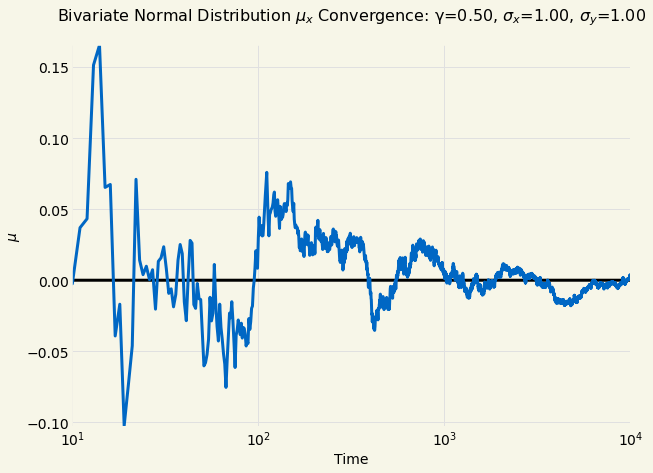 Bivariate Normal Distribution μₓ Convergence: γ=0.50, σₓ=1.00, σᵧ=1.00
0.15
0.10
0.05
0.00
−0.05
−0.10
μ
10¹ 10² 10³ 10⁴
Time